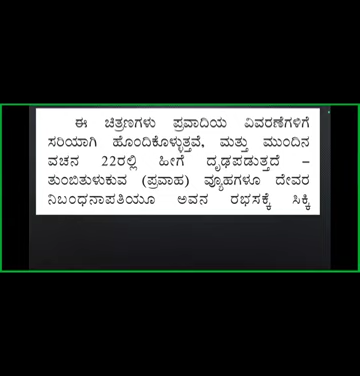 ಈ ಚಿತ್ರಣಗಳು ಪ್ರವಾದಿಯ ವಿವರಣೆಗಳಿಗೆ
ಸರಿಯಾಗಿ ಹೊಂದಿಕೊಳ್ಳುತ್ತವೆ, ಮತ್ತು ಮುಂದಿನ
ವಚನ 22ರಲ್ಲಿ ಹೀಗೆ ದೃಢಪಡುತ್ತದೆ –
ತುಂಬಿತುಳುಕುವ (ಪ್ರವಾಹ) ವ್ಯೂಹಗಳೂ ದೇವರ
ನಿಬಂಧನಾಪತಿಯೂ ಅವನ ರಭಸಕ್ಕೆ ಸಿಕ್ಕಿ